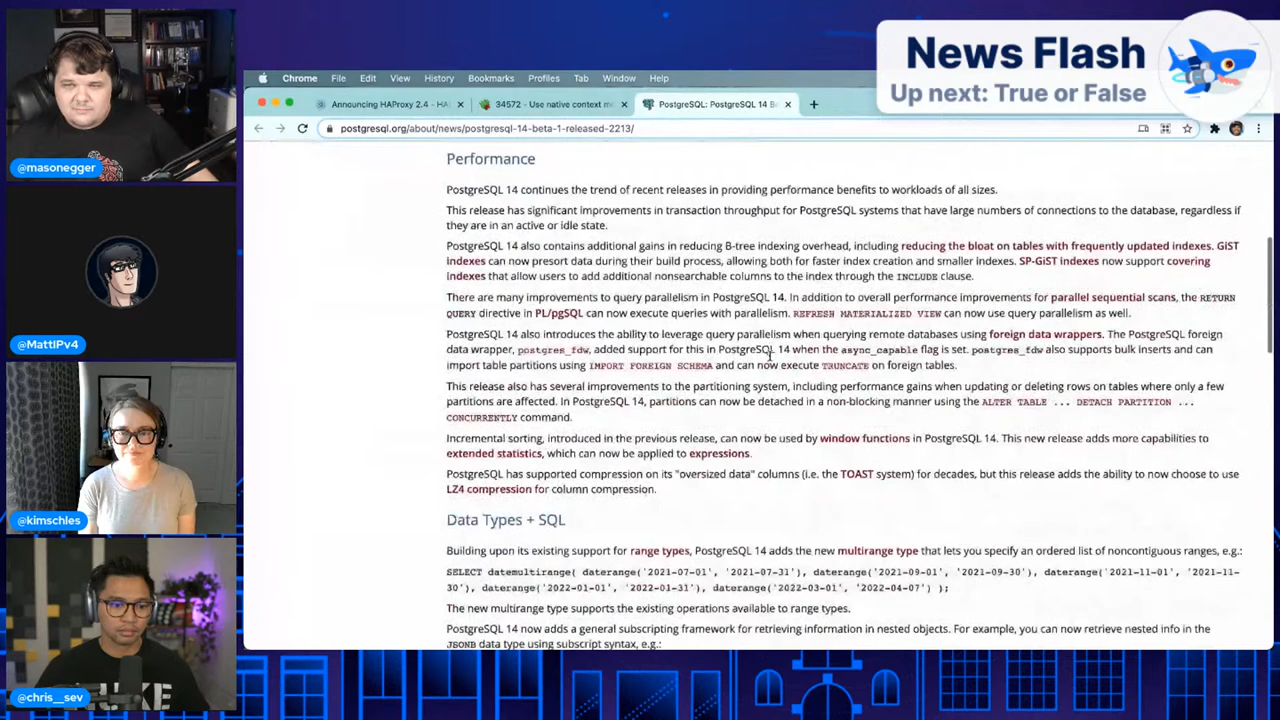 News Flash
Up next: True or False
@masonegger
@MattIPv4
@kimschles
@chris__sev
Chrome File Edit View History Bookmarks Profiles Tab Window Help
Announcing HAProxy 2.4 - HA
34572 - Use native context m
PostgreSQL: PostgreSQL 14 Be
postgresql.org/about/news/postgresql-14-beta-1-released-2213/
Performance
PostgreSQL 14 continues the trend of recent releases in providing performance benefits to workloads of all sizes.
This release has significant improvements in transaction throughput for PostgreSQL systems that have large numbers of connections to the database, regardless if
they are in an active or idle state.
PostgreSQL 14 also contains additional gains in reducing B-tree indexing overhead, including reducing the bloat on tables with frequently updated indexes. GiST
indexes can now presort data during their build process, allowing both for faster index creation and smaller indexes. SP-GiST indexes now support covering
indexes that allow users to add additional nonsearchable columns to the index through the INCLUDE clause.
There are many improvements to query parallelism in PostgreSQL 14. In addition to overall performance improvements for parallel sequential scans, the RETURN
QUERY directive in PL/pgSQL can now execute queries with parallelism. REFRESH MATERIALIZED VIEW can now use query parallelism as well.
PostgreSQL 14 also introduces the ability to leverage query parallelism when querying remote databases using foreign data wrappers. The PostgreSQL foreign
data wrapper, postgres_fdw, added support for this in PostgreSQL 14 when the async_capable flag is set. postgres_fdw also supports bulk inserts and can
import table partitions using IMPORT FOREIGN SCHEMA and can now execute TRUNCATE on foreign tables.
This release also has several improvements to the partitioning system, including performance gains when updating or deleting rows on tables where only a few
partitions are affected. In PostgreSQL 14, partitions can now be detached in a non-blocking manner using the ALTER TABLE ... DETACH PARTITION ...
CONCURRENTLY command.
Incremental sorting, introduced in the previous release, can now be used by window functions in PostgreSQL 14. This new release adds more capabilities to
extended statistics, which can now be applied to expressions.
PostgreSQL has supported compression on its "oversized data" columns (i.e. the TOAST system) for decades, but this release adds the ability to now choose to use
LZ4 compression for column compression.
Data Types + SQL
Building upon its existing support for range types, PostgreSQL 14 adds the new multirange type that lets you specify an ordered list of noncontiguous ranges, e.g.:
SELECT datemultirange( daterange('2021-07-01', '2021-07-31'), daterange('2021-09-01', '2021-09-30'), daterange('2021-11-01', '2021-11-
30'), daterange('2022-01-01', '2022-01-31'), daterange('2022-03-01', '2022-04-07') );
The new multirange type supports the existing operations available to range types.
PostgreSQL 14 now adds a general subscripting framework for retrieving information in nested objects. For example, you can now retrieve nested info in the
JSONB data type using subscript syntax, e.g.: